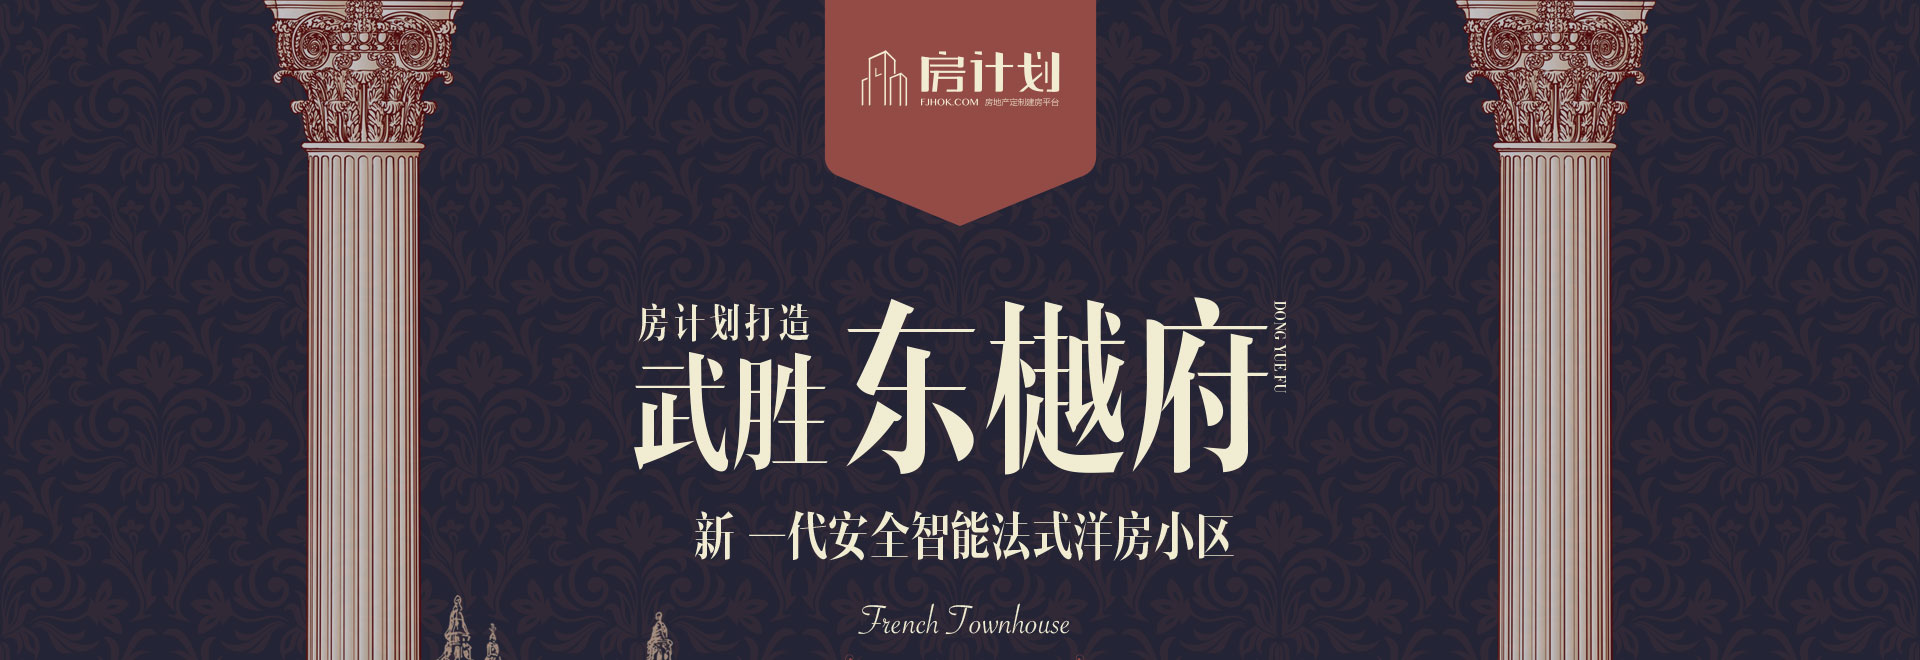 房计划
FJHOK.COM 房地产定制建房平台
房计划打造
武胜 东樾府
DONG YUE FU
新一代安全智能法式洋房小区
French Townhouse